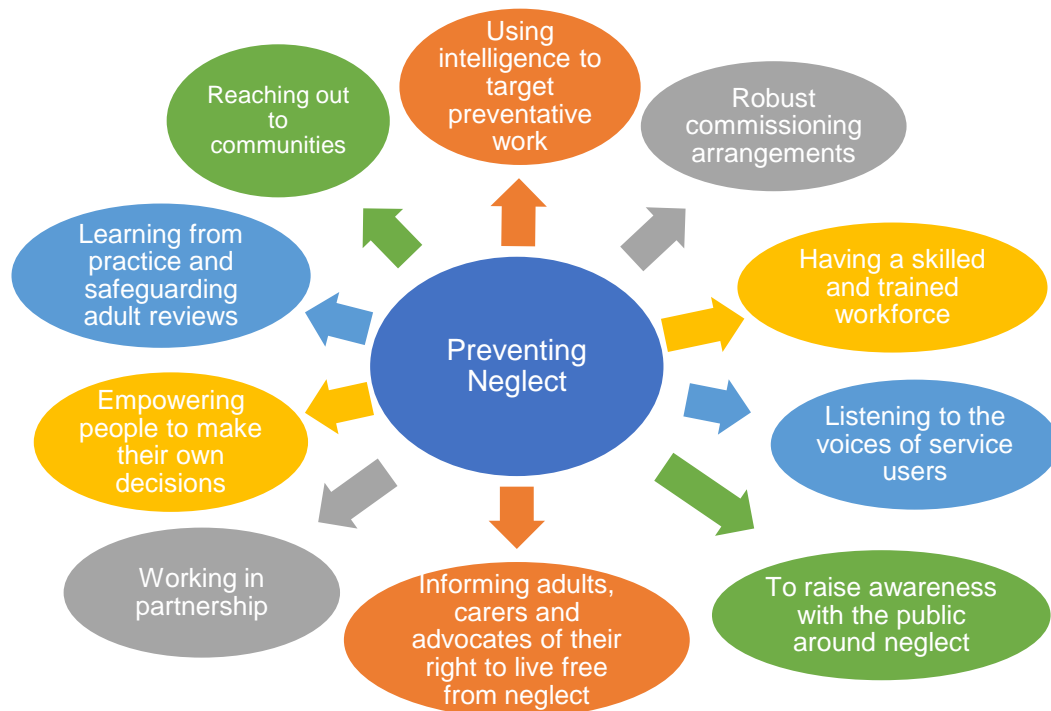 Using
intelligence to
target
preventative
work
Reaching out
to
communities
Robust
commissioning
arrangements
Learning from
practice and
safeguarding
adult reviews
Having a skilled
and trained
workforce
Preventing
Neglect
Empowering
people to make
their own
decisions
Listening to the
voices of service
users
Working in
partnership
Informing adults,
carers and
advocates of their
right to live free
from neglect
To raise awareness
with the public
around neglect